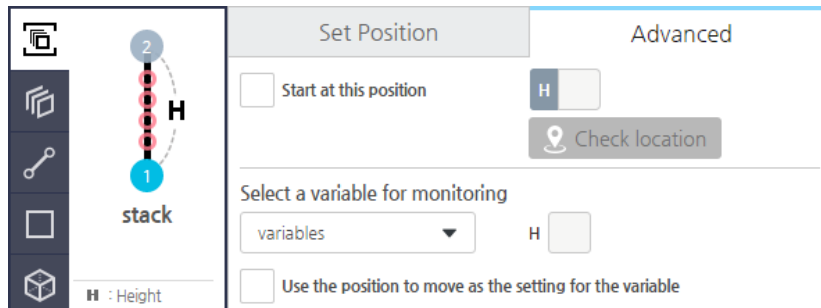 Set Position
Advanced
2
H
1
stack
H : Height
Start at this position
H
Check location
Select a variable for monitoring
variables
H
Use the position to move as the setting for the variable